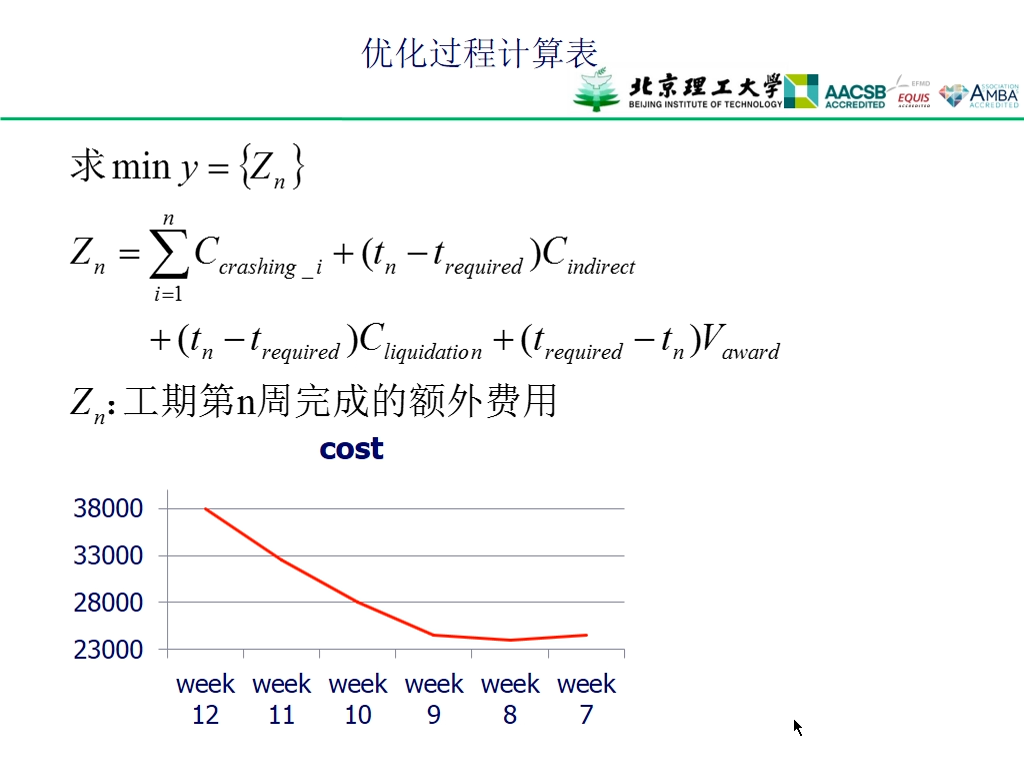 优化过程计算表
北京理工大学
BEIJING INSTITUTE OF TECHNOLOGY
AACSB
ACCREDITED
EFMD
EQUIS
ACCREDITED
ASSOCIATION
AMBA
ACCREDITED
求 min y = {Z_n}
Z_n = ∑_{i=1}^{n} C_{crashing_i} + (t_n − t_{required})C_{indirect}
+ (t_n − t_{required})C_{liquidation} + (t_{required} − t_n)V_{award}
Z_n: 工期第n周完成的额外费用
cost
38000
33000
28000
23000
week week week week week week
12 11 10 9 8 7